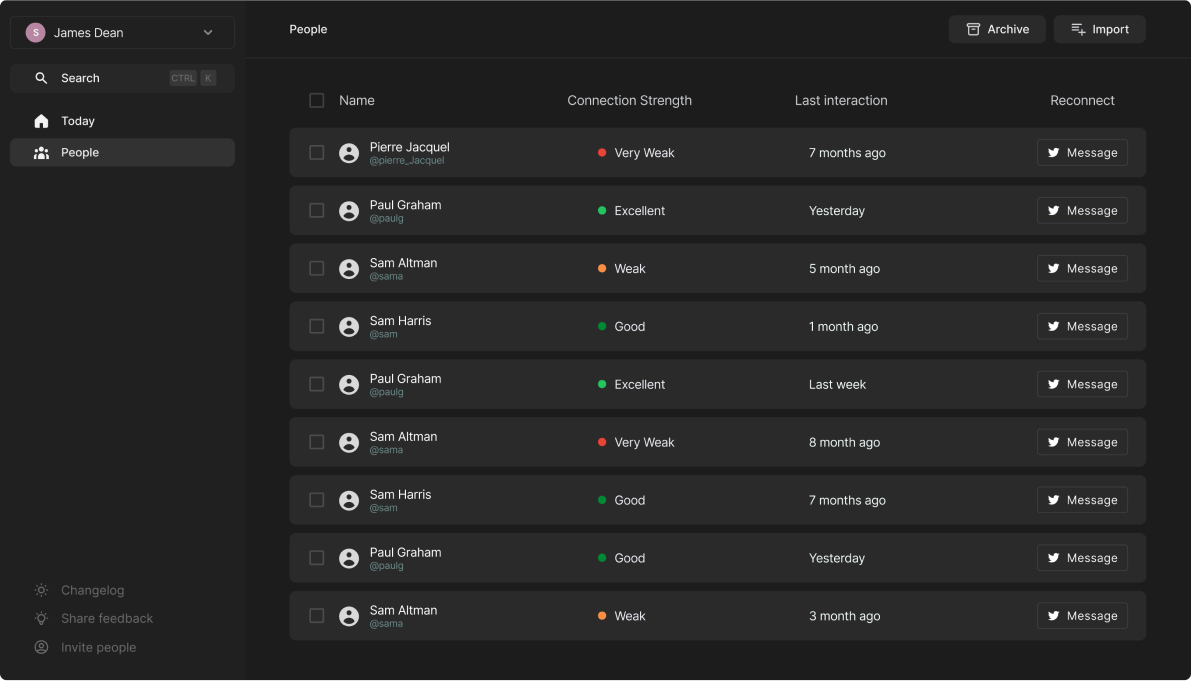 S James Dean
People
Archive
Import
Search CTRL K
Today
People
Name Connection Strength Last interaction Reconnect
Pierre Jacquel
@pierre_Jacquel
Very Weak 7 months ago Message
Paul Graham
@paulg
Excellent Yesterday Message
Sam Altman
@sama
Weak 5 month ago Message
Sam Harris
@sam
Good 1 month ago Message
Paul Graham
@paulg
Excellent Last week Message
Sam Altman
@sama
Very Weak 8 month ago Message
Sam Harris
@sam
Good 7 months ago Message
Paul Graham
@paulg
Good Yesterday Message
Sam Altman
@sama
Weak 3 month ago Message
Changelog
Share feedback
Invite people